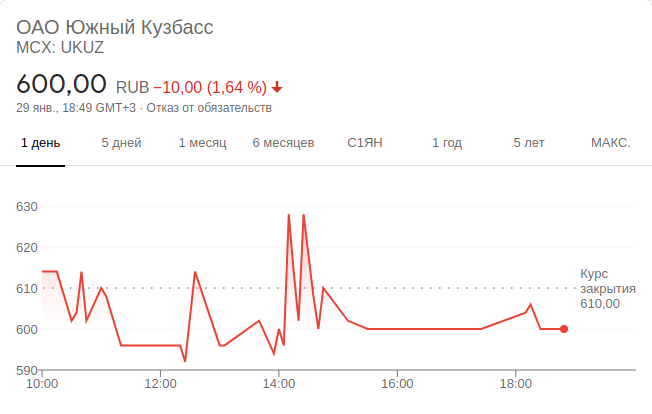 ОАО Южный Кузбасс
MCX: UKUZ
600,00 RUB −10,00 (1,64 %)
29 янв., 18:49 GMT+3 · Отказ от обязательств
1 день 5 дней 1 месяц 6 месяцев С1ЯН 1 год 5 лет МАКС.
630
620
Курс
610 закрытия
610,00
600
590
10:00 12:00 14:00 16:00 18:00